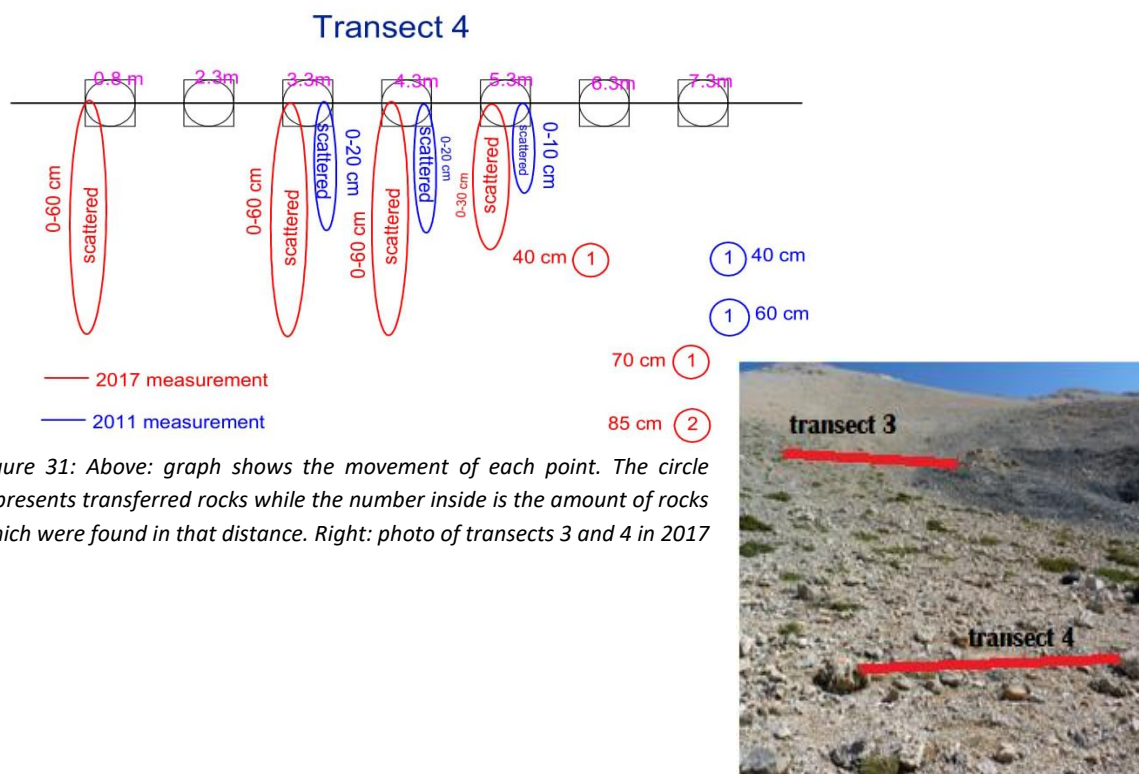 Transect 4
0.8 m 2.3m 3.3m 4.3m 5.3m 6.3m 7.3m
0-60 cm
scattered
0-60 cm
scattered
scattered
0-20 cm
0-60 cm
scattered
scattered
0-20 cm
0-30 cm
scattered
scattered
0-10 cm
40 cm 1
1 40 cm
1 60 cm
70 cm 1
85 cm 2
2017 measurement
2011 measurement
gure 31: Above: graph shows the movement of each point. The circle
presents transferred rocks while the number inside is the amount of rocks
hich were found in that distance. Right: photo of transects 3 and 4 in 2017
transect 3
transect 4